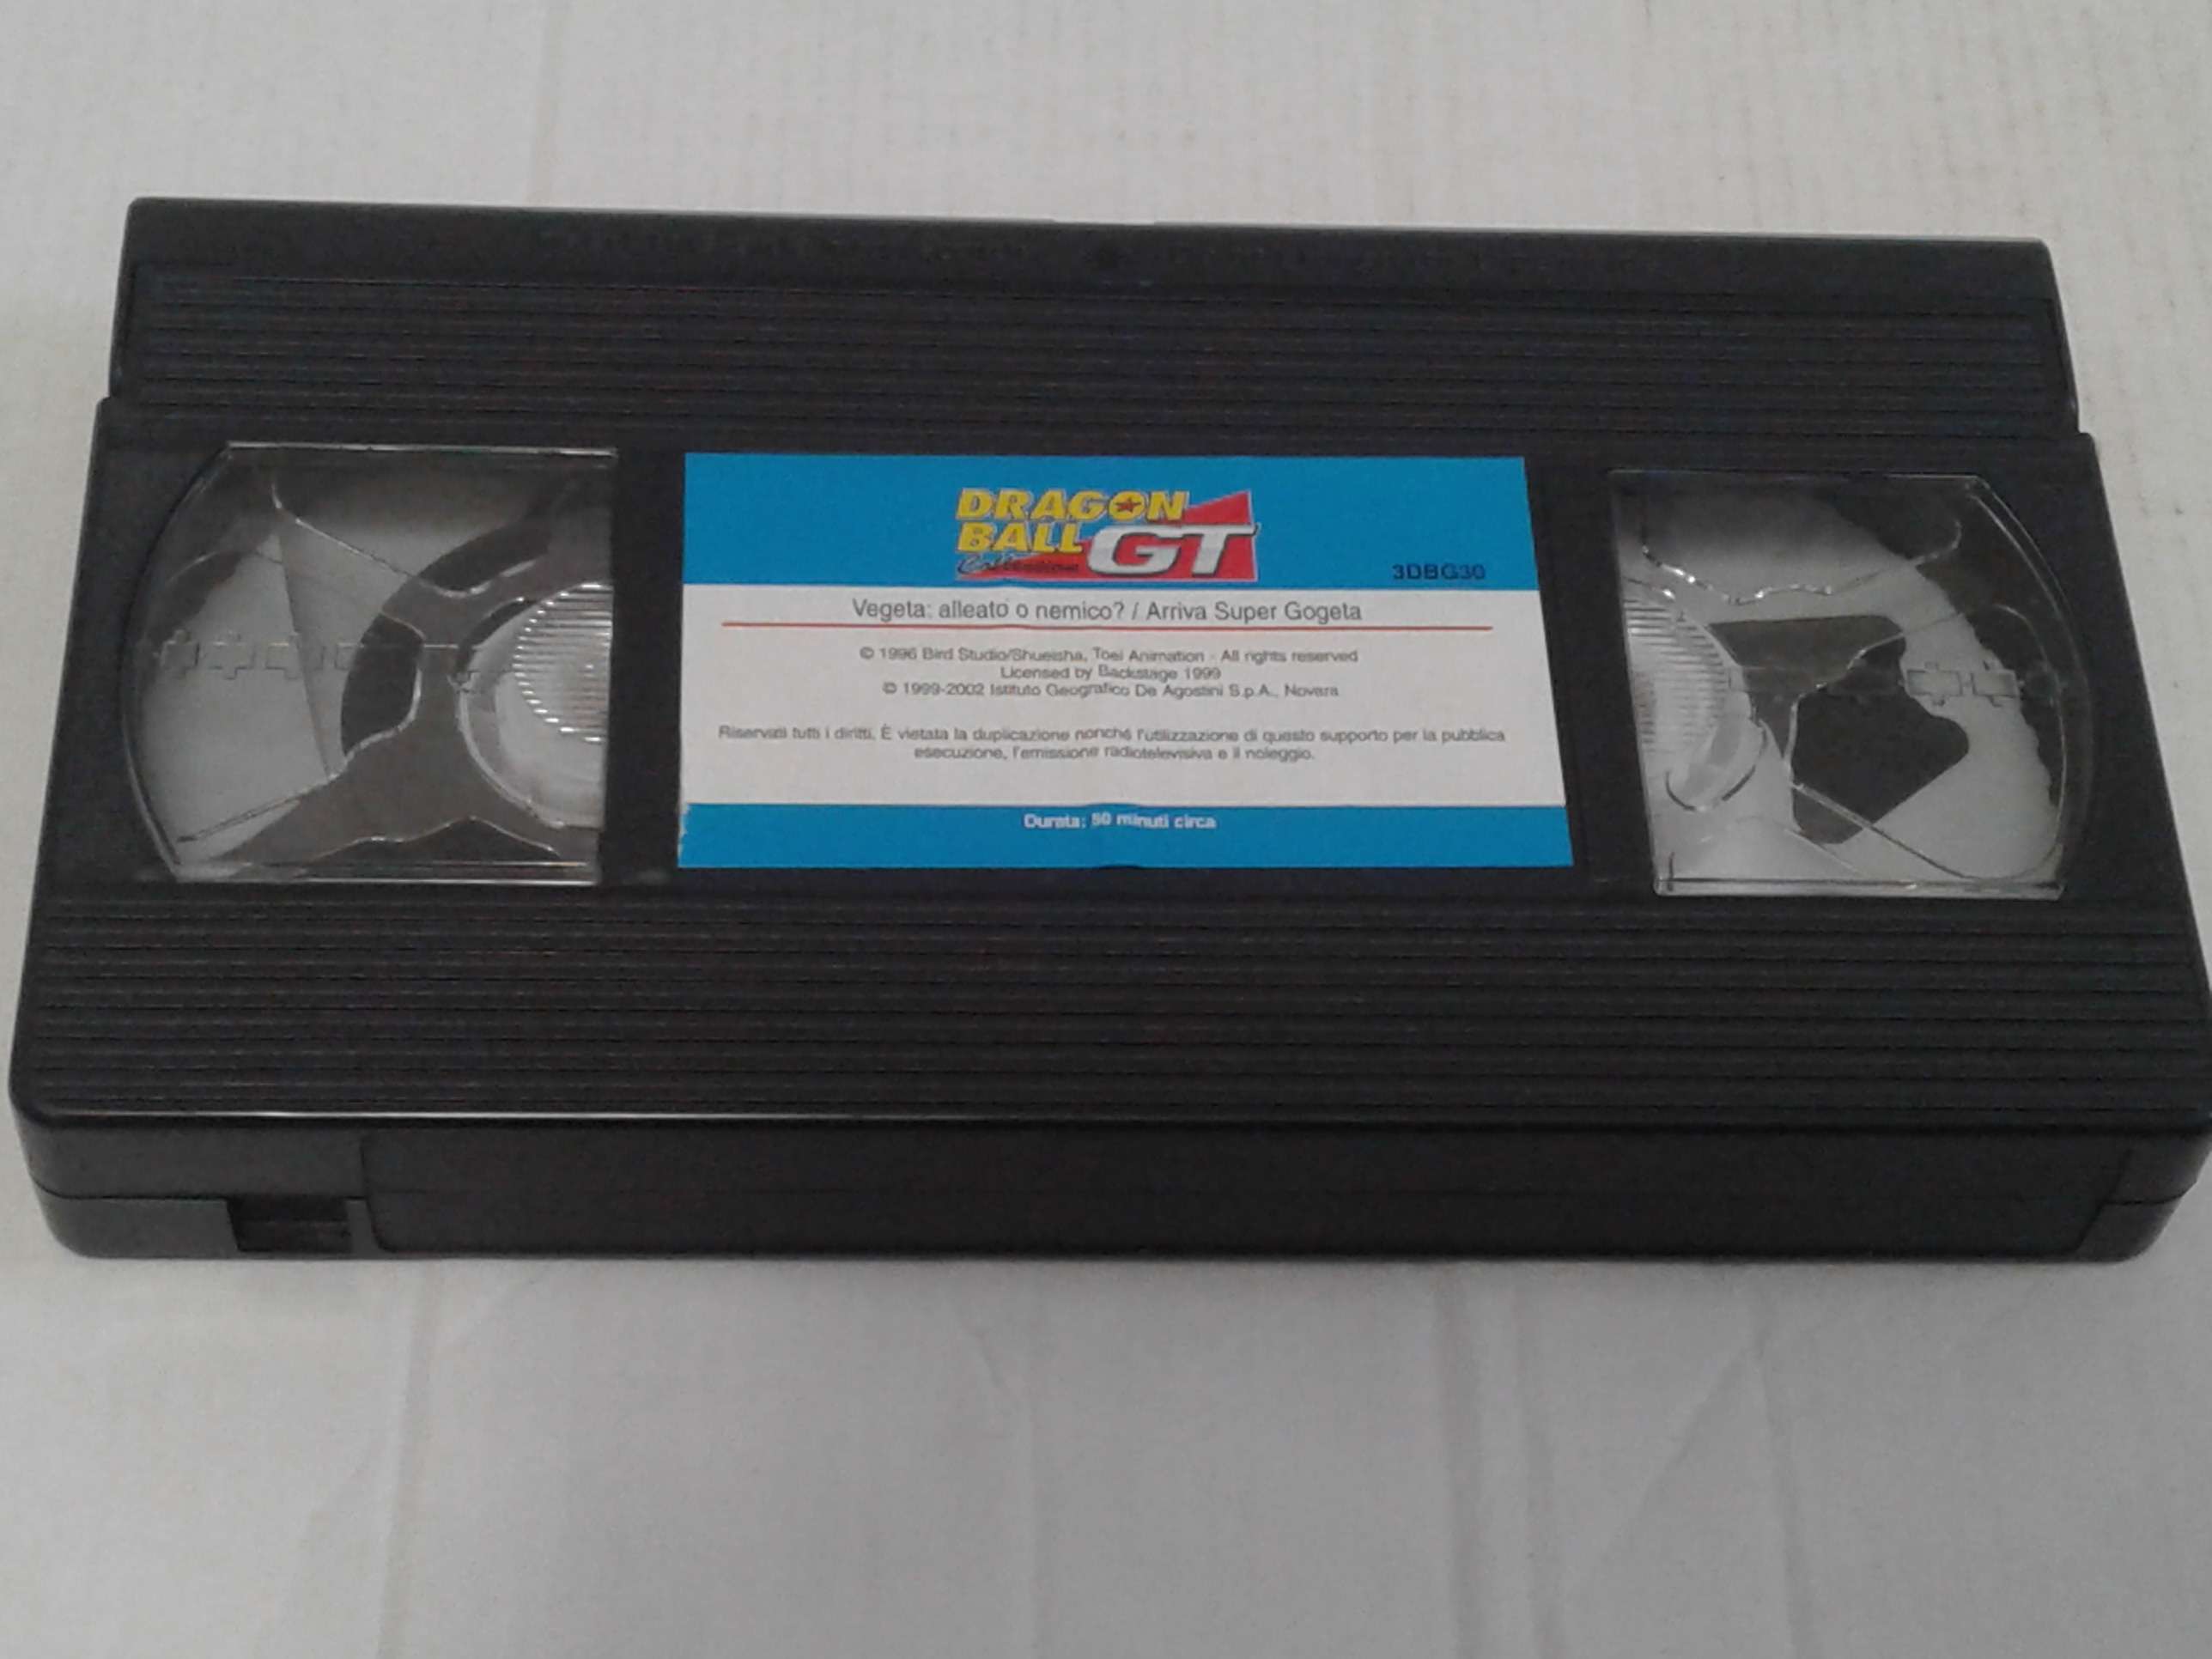 DRAGON
BALL GT
Collection
3DBG30
Vegeta: alleato o nemico? / Arriva Super Gogeta
© 1996 Bird Studio/Shueisha, Toei Animation - All rights reserved
Licensed by Backstage 1999
© 1999-2002 Istituto Geografico De Agostini S.p.A., Novara
Riservati tutti i diritti. È vietata la duplicazione nonché l'utilizzazione di questo supporto per la pubblica
esecuzione, l'emissione radiotelevisiva e il noleggio.
Durata: 50 minuti circa